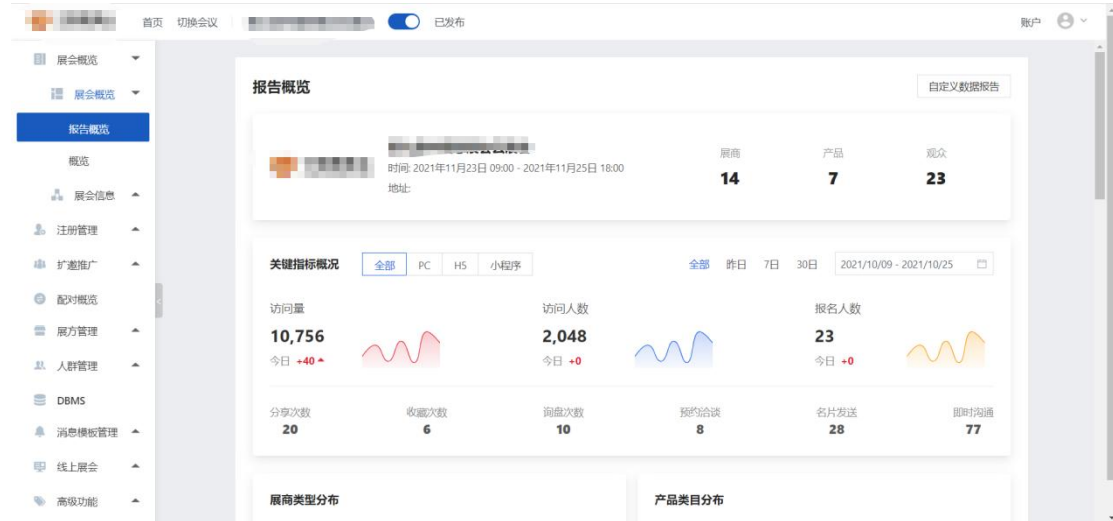 首页 切换会议 已发布 账户
展会概览
展会概览
报告概览
概览
展会信息
注册管理
扩邀推广
配对概览
展方管理
人群管理
DBMS
消息模板管理
线上展会
高级功能
报告概览 自定义数据报告
时间: 2021年11月23日 09:00 - 2021年11月25日 18:00
地址:
展商 产品 观众
14 7 23
关键指标概况 全部 PC H5 小程序 全部 昨日 7日 30日 2021/10/09 - 2021/10/25
访问量 访问人数 报名人数
10,756 2,048 23
今日 +40 今日 +0 今日 +0
分享次数 收藏次数 询盘次数 预约洽谈 名片发送 即时沟通
20 6 10 8 28 77
展商类型分布 产品类目分布